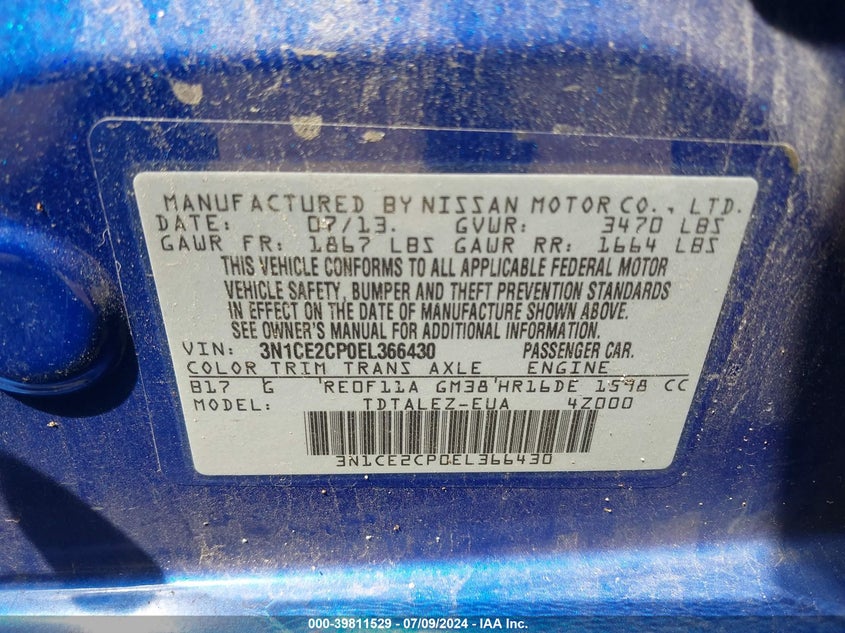 MANUFACTURED BY NISSAN MOTOR CO., LTD.
DATE: 07/13. GVWR: 3470 LBS
GAWR FR: 1867 LBS GAWR RR: 1664 LBS
THIS VEHICLE CONFORMS TO ALL APPLICABLE FEDERAL MOTOR
VEHICLE SAFETY, BUMPER AND THEFT PREVENTION STANDARDS
IN EFFECT ON THE DATE OF MANUFACTURE SHOWN ABOVE.
SEE OWNER'S MANUAL FOR ADDITIONAL INFORMATION.
VIN: 3N1CE2CP0EL366430 PASSENGER CAR.
COLOR TRIM TRANS AXLE ENGINE
B17 G RE0F11A GM38 HR16DE 1598 CC
MODEL: TDTALEZ-EUA 4Z000
3N1CE2CP0EL366430
000-39811529 - 07/09/2024 - IAA Inc.